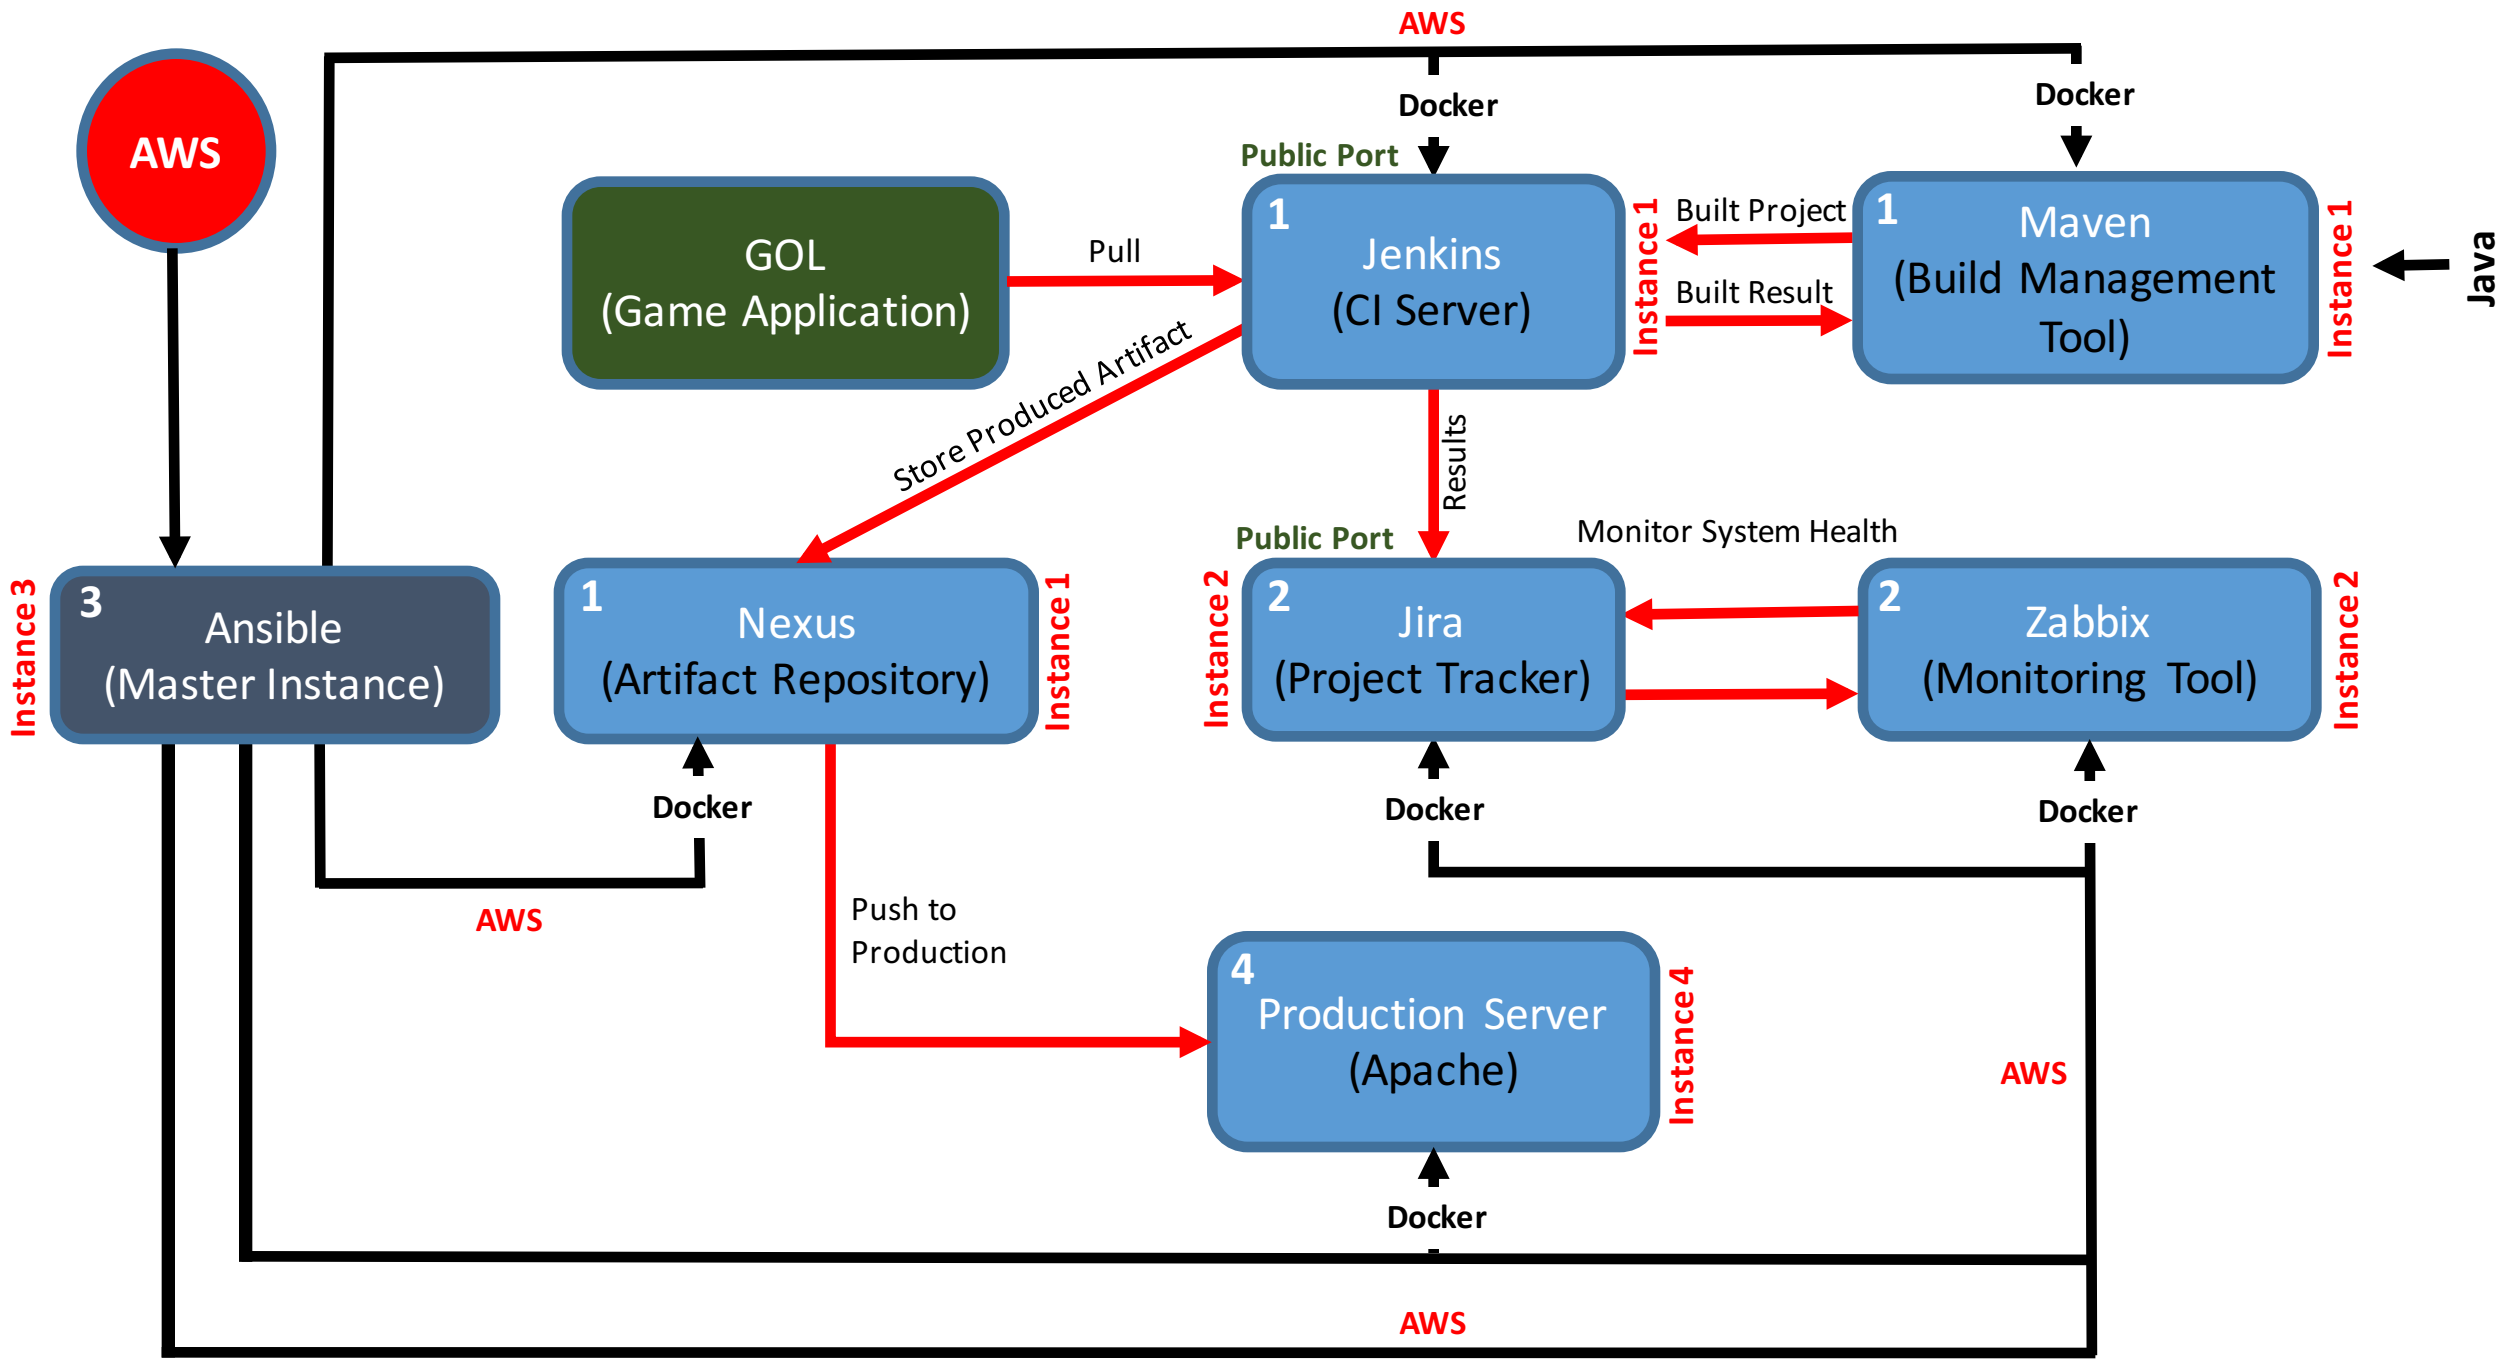 AWS
AWS
Docker
Docker
Public Port
GOL
(Game Application)
Pull
1
Jenkins
(CI Server)
Instance 1
Built Project
Built Result
1
Maven
(Build Management
Tool)
Instance 1
Java
Store Produced Artifact
Results
Instance 3
3
Ansible
(Master Instance)
1
Nexus
(Artifact Repository)
Instance 1
Public Port
Instance 2
2
Jira
(Project Tracker)
Monitor System Health
2
Zabbix
(Monitoring Tool)
Instance 2
Docker
Docker
Docker
AWS
Push to
Production
4
Production Server
(Apache)
Instance 4
AWS
Docker
AWS